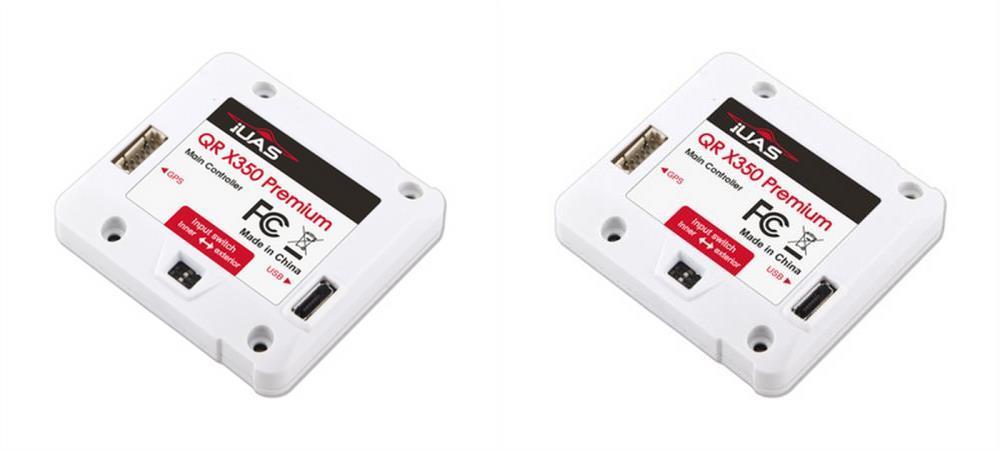 iUAS
QR X350 Premium
Main Controller
GPS
FC
Made in China
Input switch
Inner ↔ exterior
USB
iUAS
QR X350 Premium
Main Controller
GPS
FC
Made in China
Input switch
Inner ↔ exterior
USB